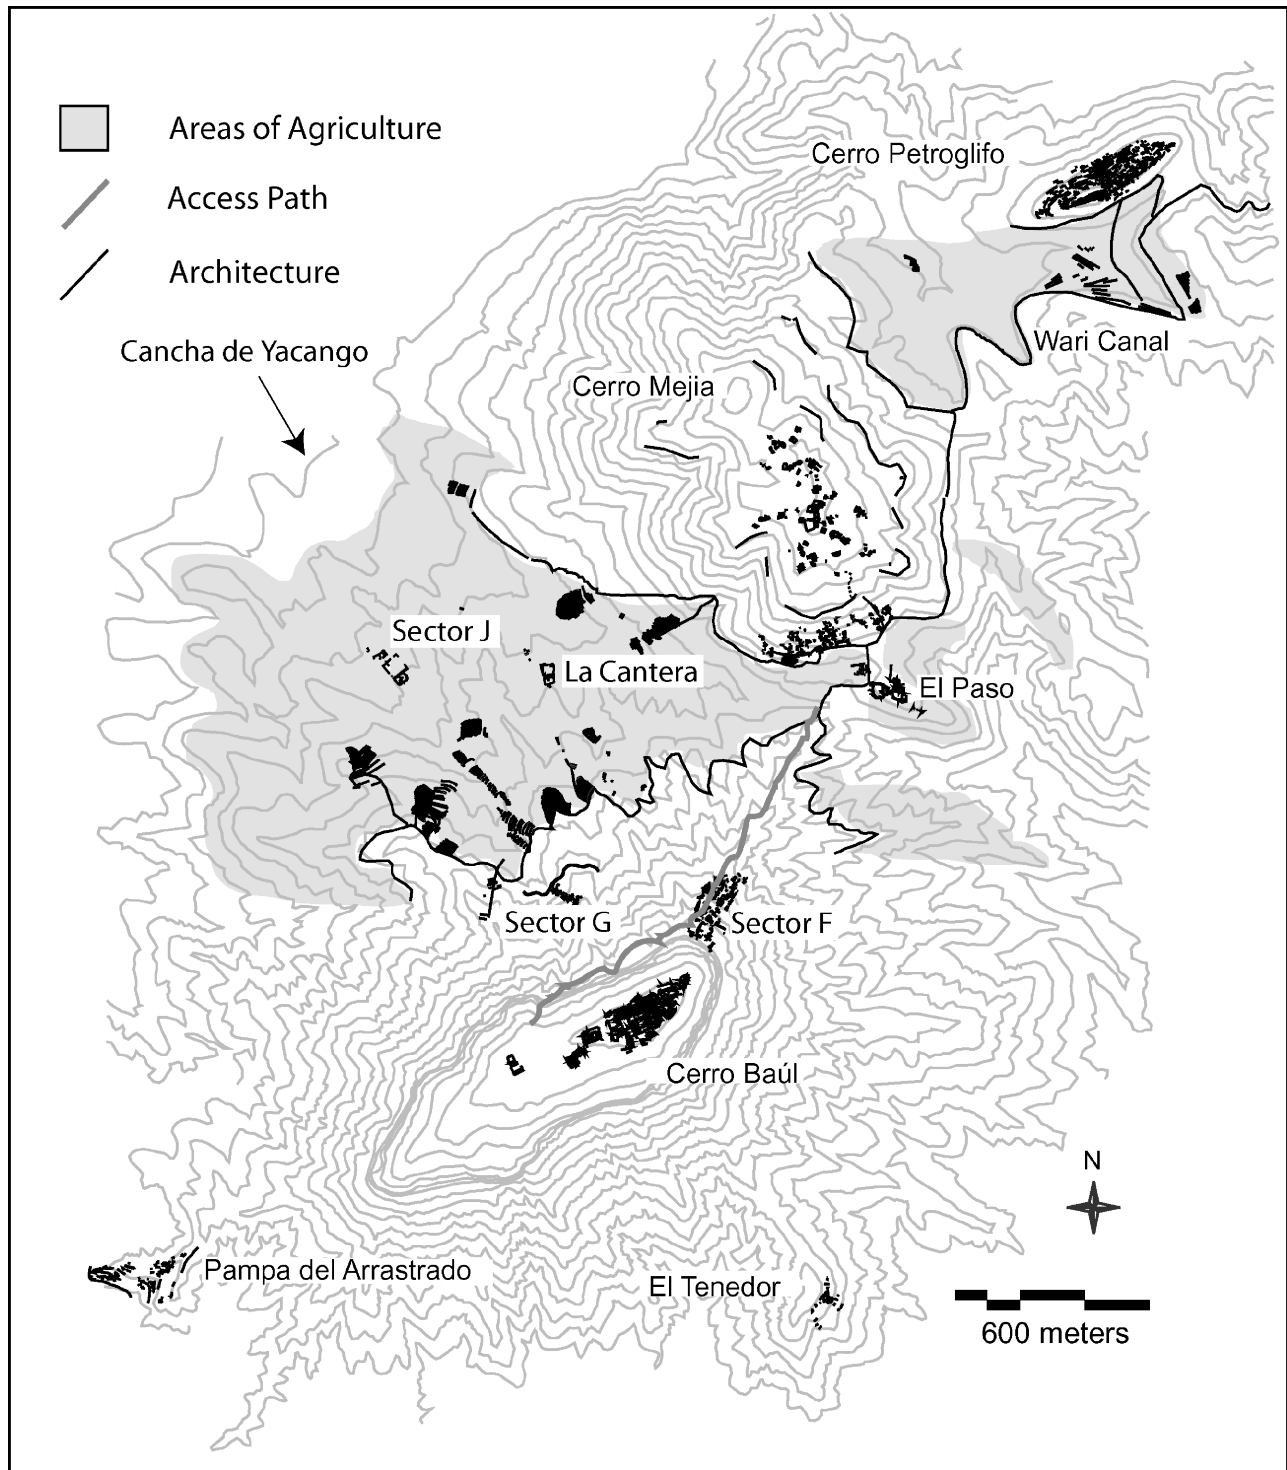 Areas of Agriculture
Access Path
Architecture
Cancha de Yacango
Cerro Petroglifo
Wari Canal
Cerro Mejia
Sector J
La Cantera
El Paso
Sector G
Sector F
Cerro Baúl
N
Pampa del Arrastrado
El Tenedor
600 meters